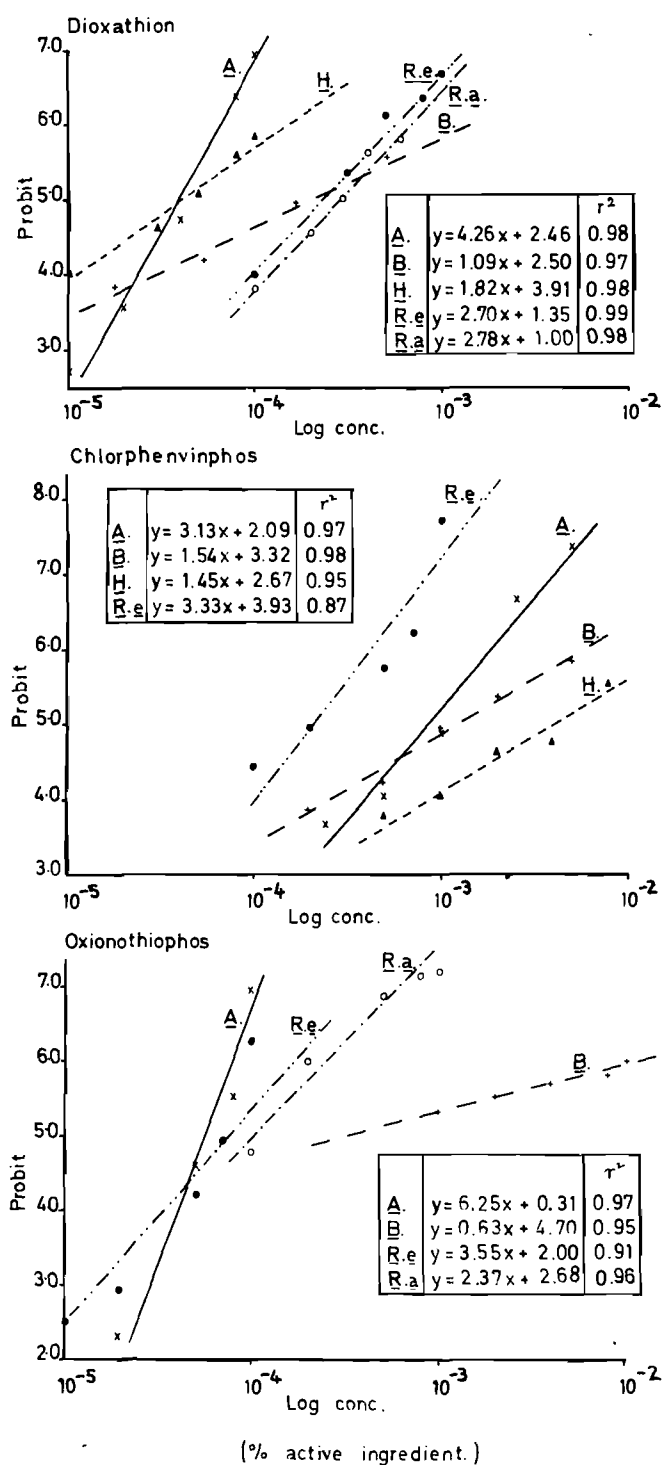 Dioxathion
7·0
6·0
5·0
4·0
3·0
Probit
A.
H.
R.e.
R.a.
B.
r²
A. y=4.26x + 2.46 0.98
B. y=1.09x + 2.50 0.97
H. y=1.82x + 3.91 0.98
R.e y=2.70x + 1.35 0.99
R.a y=2.78x + 1.00 0.98
10⁻⁵ 10⁻⁴ 10⁻³ 10⁻²
Log conc.
Chlorphenvinphos
8·0
7·0
6·0
5·0
4·0
3·0
Probit
R.e.
A.
B.
H.
r²
A. y= 3.13x + 2.09 0.97
B. y= 1.54x + 3.32 0.98
H. y= 1.45x + 2.67 0.95
R.e y= 3.33x + 3.93 0.87
10⁻⁵ 10⁻⁴ 10⁻³ 10⁻²
Log conc.
Oxionothiophos
7·0
6·0
5·0
4·0
3·0
2·0
Probit
A.
R.e.
R.a.
B.
r²
A. y= 6.25x + 0.31 0.97
B. y= 0.63x + 4.70 0.95
R.e y= 3.55x + 2.00 0.91
R.a y= 2.37x + 2.68 0.96
10⁻⁵ 10⁻⁴ 10⁻³ 10⁻²
Log conc.
(% active ingredient.)